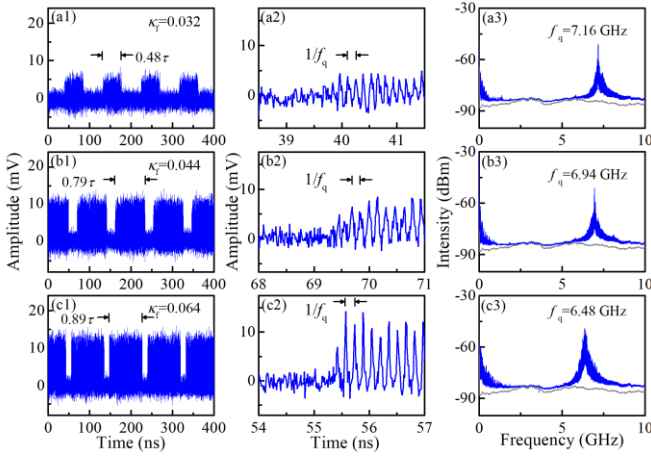 (a1) κf=0.032
0.48τ
10
5
0
0 100 200 300 400
(a2)
1/fq
10
5
0
39 40 41
(a3)
fq=7.16 GHz
-30
-60
-90
0 5 10
(b1) κf=0.044
0.79τ
10
0
0 100 200 300 400
Amplitude (mV)
(b2)
1/fq
10
5
0
68 69 70 71
Amplitude (mV)
(b3)
fq=6.94 GHz
-30
-60
-90
0 5 10
Intensity (dBm)
(c1) κf=0.064
0.89τ
10
0
0 100 200 300 400
Time (ns)
(c2)
1/fq
10
0
54 55 56 57
Time (ns)
(c3)
fq=6.48 GHz
-30
-60
-90
0 5 10
Frequency (GHz)